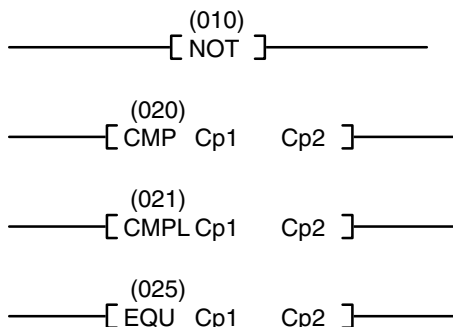 (010)
NOT
(020)
CMP Cp1 Cp2
(021)
CMPL Cp1 Cp2
(025)
EQU Cp1 Cp2